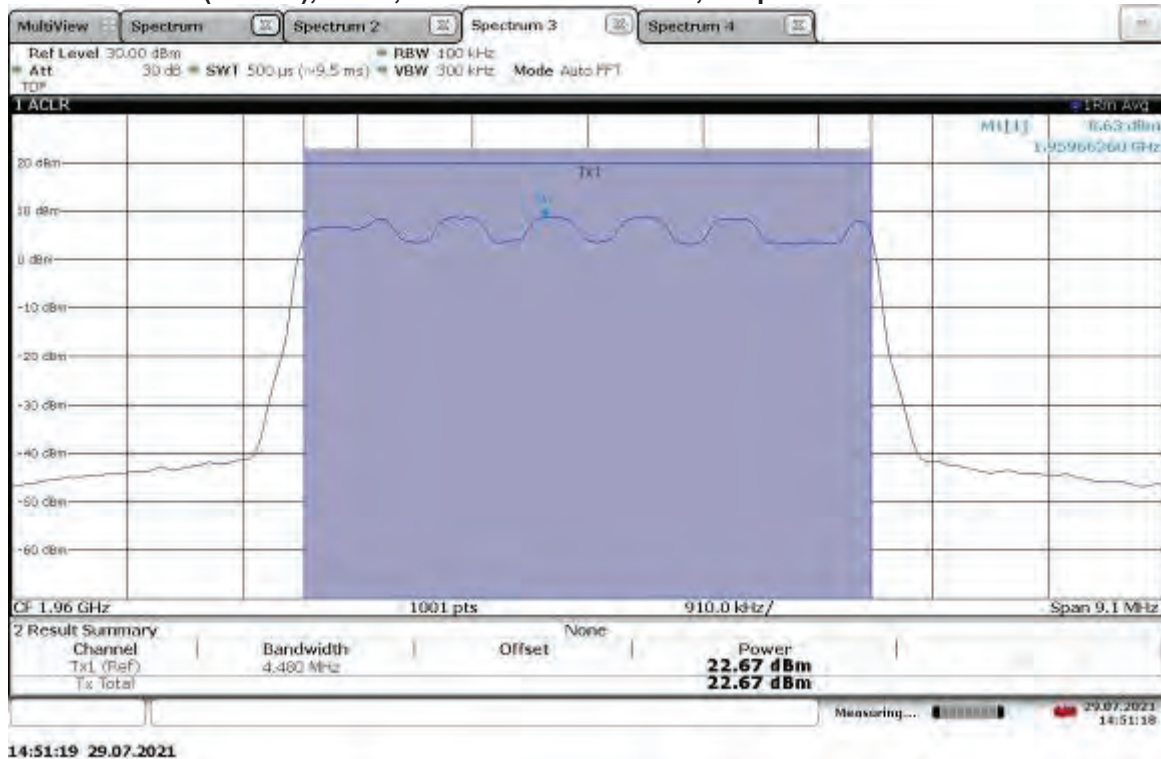 MultiView Spectrum Spectrum 2 Spectrum 3 Spectrum 4
Ref Level 30.00 dBm RBW 100 kHz
Att 30 dB SWT 500 µs (~9.5 ms) VBW 300 kHz Mode Auto FFT
TDF
1 ACLR 1Rm Avg
M1[1] 8.63 dBm
1.95966260 GHz
20 dBm
Tx1
10 dBm
0 dBm
-10 dBm
-20 dBm
-30 dBm
-40 dBm
-50 dBm
-60 dBm
CF 1.96 GHz 1001 pts 910.0 kHz/ Span 9.1 MHz
2 Result Summary None
Channel Bandwidth Offset Power
Tx1 (Ref) 4.480 MHz 22.67 dBm
Tx Total 22.67 dBm
Measuring... 29.07.2021
14:51:18
14:51:19 29.07.2021